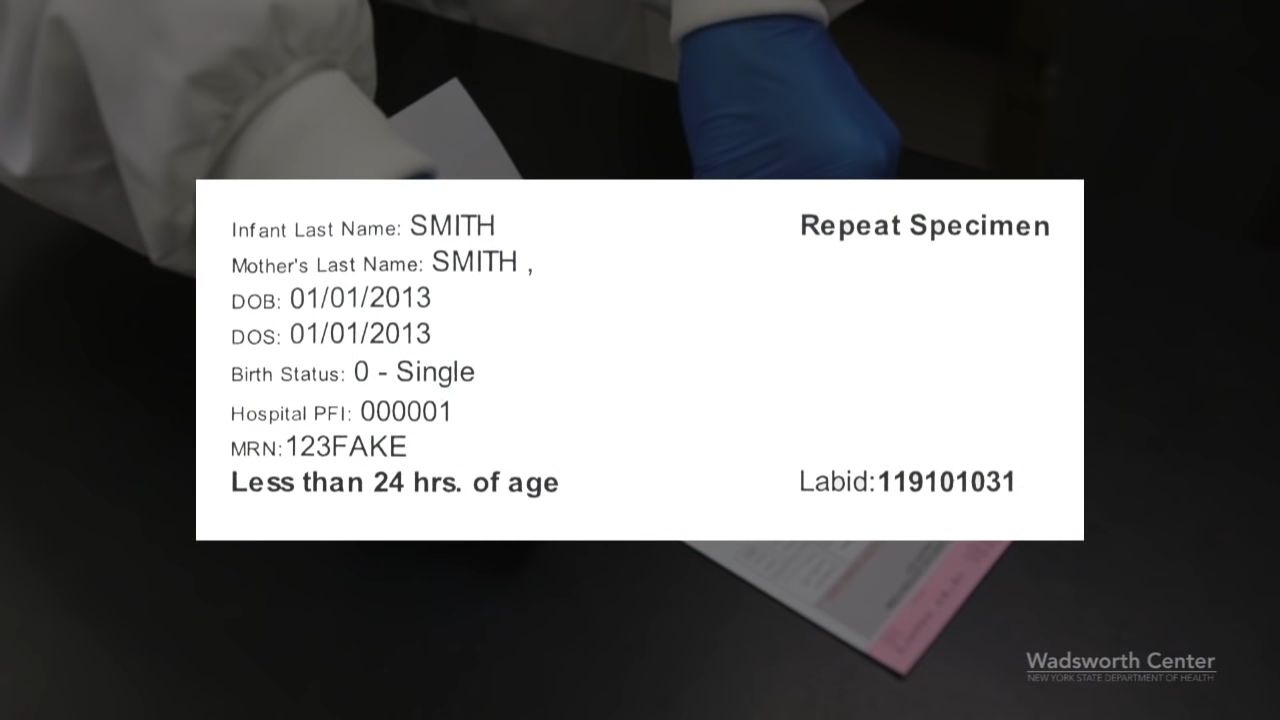 Infant Last Name: SMITH
Repeat Specimen
Mother's Last Name: SMITH ,
DOB: 01/01/2013
DOS: 01/01/2013
Birth Status: 0 - Single
Hospital PFI: 000001
MRN:123FAKE
Less than 24 hrs. of age
Labid:119101031
Wadsworth Center
NEW YORK STATE DEPARTMENT OF HEALTH